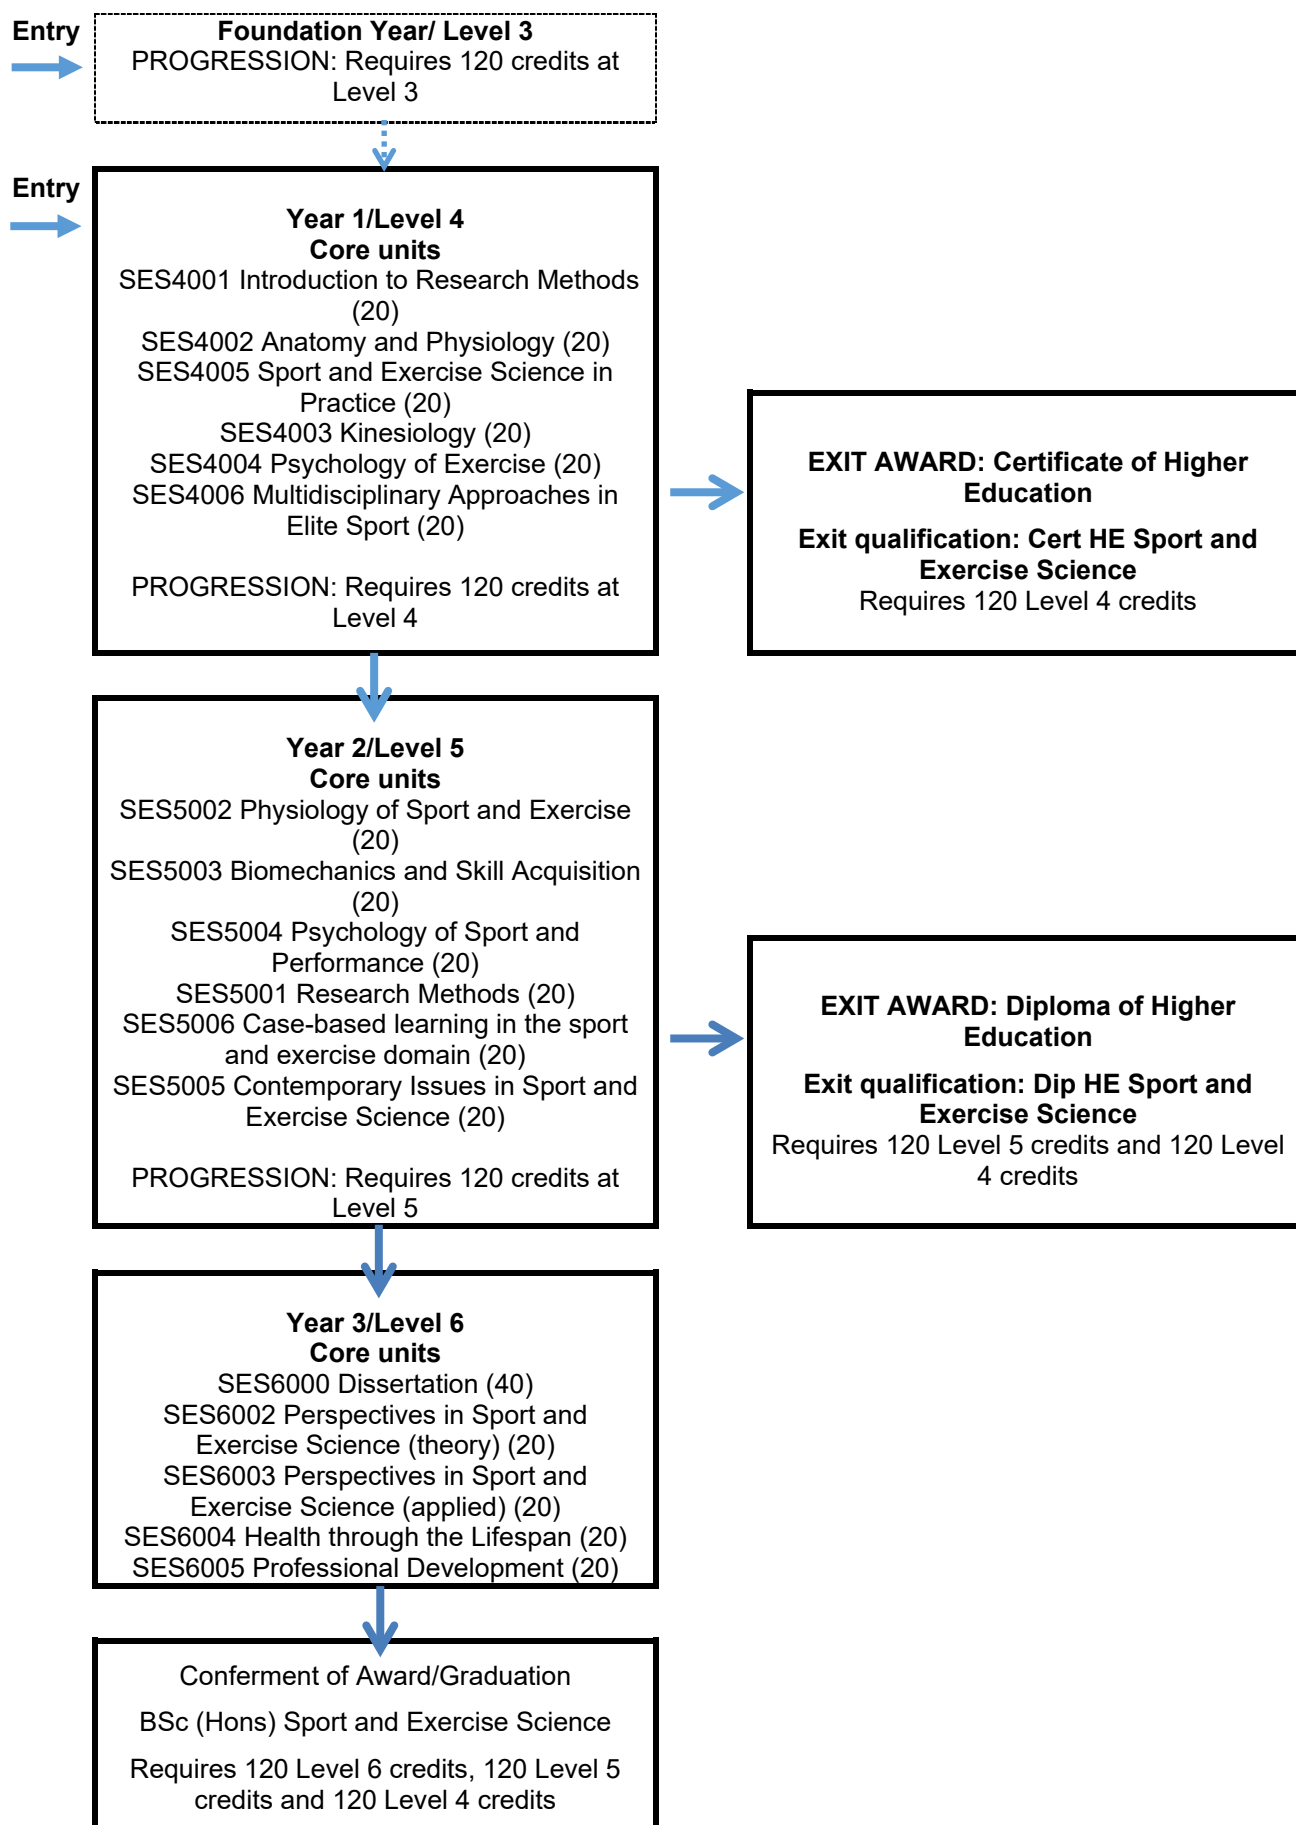 Entry
Foundation Year/ Level 3
PROGRESSION: Requires 120 credits at
Level 3
Entry
Year 1/Level 4
Core units
SES4001 Introduction to Research Methods
(20)
SES4002 Anatomy and Physiology (20)
SES4005 Sport and Exercise Science in
Practice (20)
SES4003 Kinesiology (20)
SES4004 Psychology of Exercise (20)
SES4006 Multidisciplinary Approaches in
Elite Sport (20)
PROGRESSION: Requires 120 credits at
Level 4
EXIT AWARD: Certificate of Higher
Education
Exit qualification: Cert HE Sport and
Exercise Science
Requires 120 Level 4 credits
Year 2/Level 5
Core units
SES5002 Physiology of Sport and Exercise
(20)
SES5003 Biomechanics and Skill Acquisition
(20)
SES5004 Psychology of Sport and
Performance (20)
SES5001 Research Methods (20)
SES5006 Case-based learning in the sport
and exercise domain (20)
SES5005 Contemporary Issues in Sport and
Exercise Science (20)
PROGRESSION: Requires 120 credits at
Level 5
EXIT AWARD: Diploma of Higher
Education
Exit qualification: Dip HE Sport and
Exercise Science
Requires 120 Level 5 credits and 120 Level
4 credits
Year 3/Level 6
Core units
SES6000 Dissertation (40)
SES6002 Perspectives in Sport and
Exercise Science (theory) (20)
SES6003 Perspectives in Sport and
Exercise Science (applied) (20)
SES6004 Health through the Lifespan (20)
SES6005 Professional Development (20)
Conferment of Award/Graduation
BSc (Hons) Sport and Exercise Science
Requires 120 Level 6 credits, 120 Level 5
credits and 120 Level 4 credits